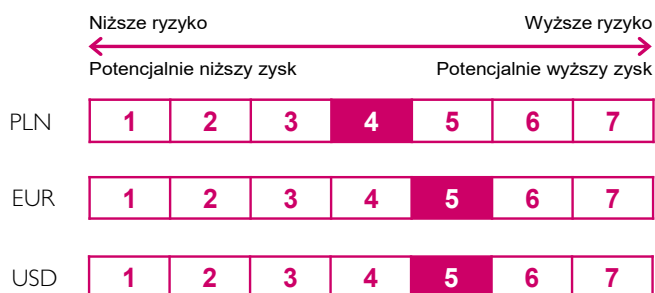 Niższe ryzyko Wyższe ryzyko
Potencjalnie niższy zysk Potencjalnie wyższy zysk
PLN 1 2 3 4 5 6 7
EUR 1 2 3 4 5 6 7
USD 1 2 3 4 5 6 7